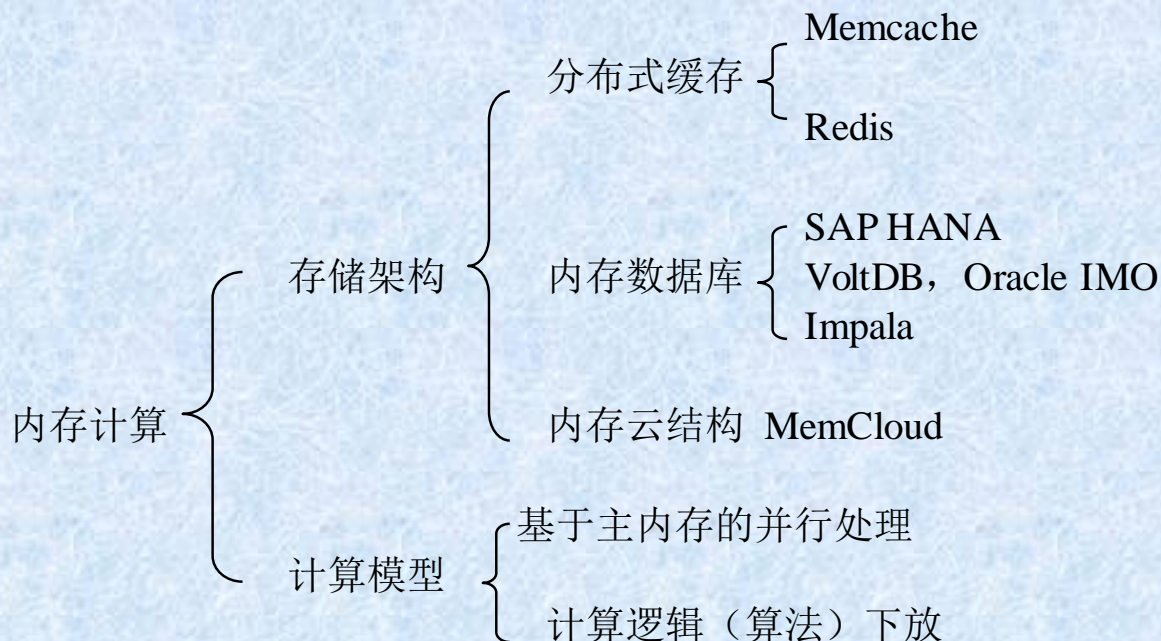 Memcache
分布式缓存
Redis
SAP HANA
存储架构
内存数据库
VoltDB，Oracle IMO
Impala
内存计算
内存云结构 MemCloud
基于主内存的并行处理
计算模型
计算逻辑（算法）下放